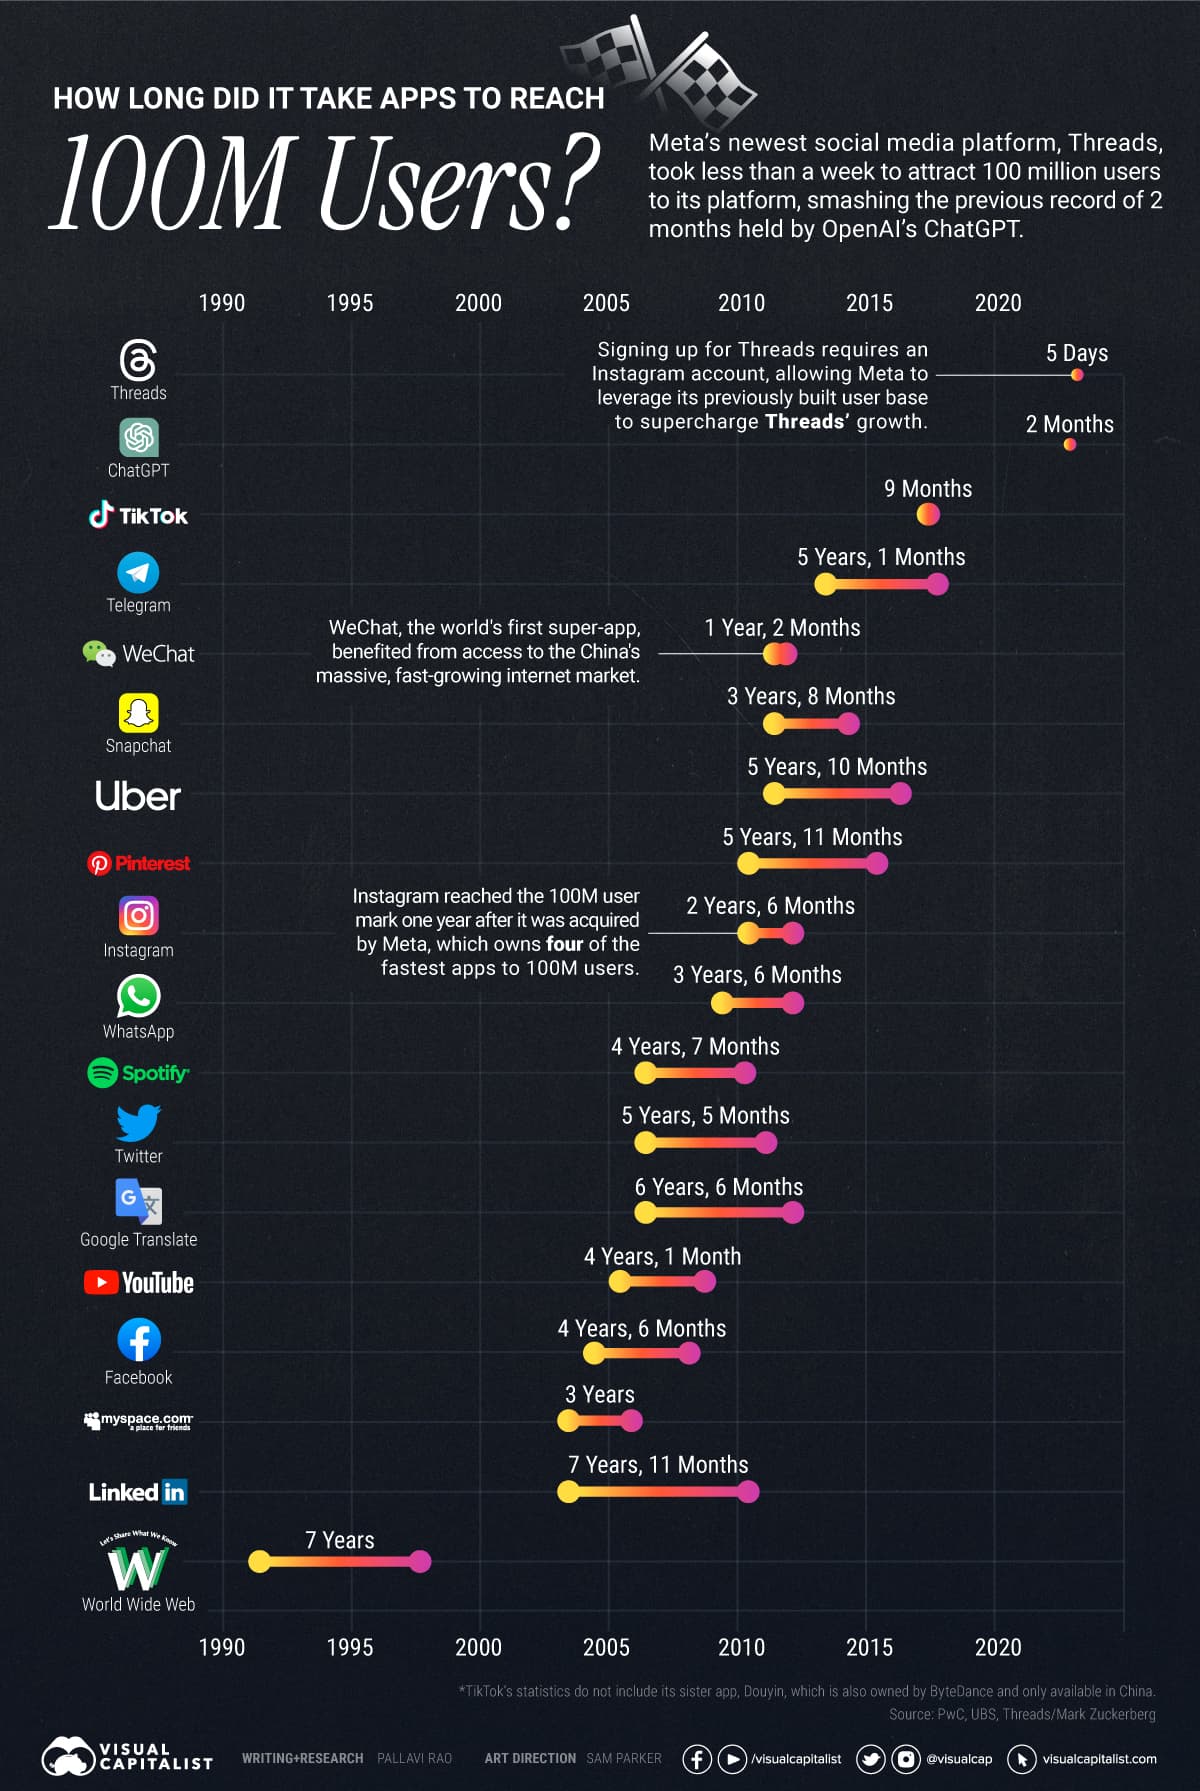 HOW LONG DID IT TAKE APPS TO REACH
100M Users?
Meta's newest social media platform, Threads,
took less than a week to attract 100 million users
to its platform, smashing the previous record of 2
months held by OpenAI's ChatGPT.
1990 1995 2000 2005 2010 2015 2020
Threads
Signing up for Threads requires an
Instagram account, allowing Meta to
leverage its previously built user base
to supercharge Threads' growth.
5 Days
ChatGPT
2 Months
TikTok
9 Months
Telegram
5 Years, 1 Months
WeChat
WeChat, the world's first super-app,
benefited from access to the China's
massive, fast-growing internet market.
1 Year, 2 Months
Snapchat
3 Years, 8 Months
Uber
5 Years, 10 Months
Pinterest
5 Years, 11 Months
Instagram
Instagram reached the 100M user
mark one year after it was acquired
by Meta, which owns four of the
fastest apps to 100M users.
2 Years, 6 Months
WhatsApp
3 Years, 6 Months
Spotify
4 Years, 7 Months
Twitter
5 Years, 5 Months
G 文
Google Translate
6 Years, 6 Months
YouTube
4 Years, 1 Month
f
Facebook
4 Years, 6 Months
myspace.com
a place for friends
3 Years
Linked in
7 Years, 11 Months
Let's Share What We Know
W
World Wide Web
7 Years
1990 1995 2000 2005 2010 2015 2020
*TikTok's statistics do not include its sister app, Douyin, which is also owned by ByteDance and only available in China.
Source: PwC, UBS, Threads/Mark Zuckerberg
VISUAL
CAPITALIST
WRITING+RESEARCH PALLAVI RAO ART DIRECTION SAM PARKER /visualcapitalist @visualcap visualcapitalist.com